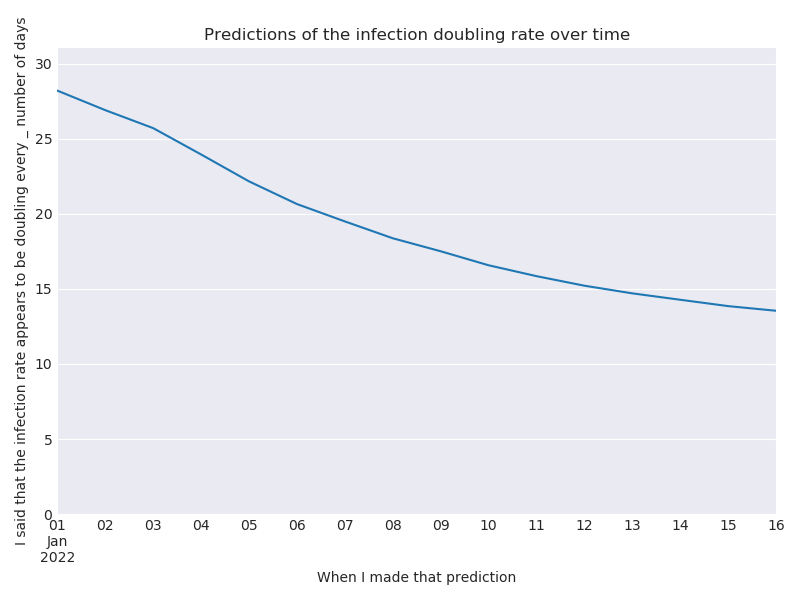 Predictions of the infection doubling rate over time
I said that the infection rate appears to be doubling every _ number of days
30
25
20
15
10
5
0
01 02 03 04 05 06 07 08 09 10 11 12 13 14 15 16
Jan
2022
When I made that prediction